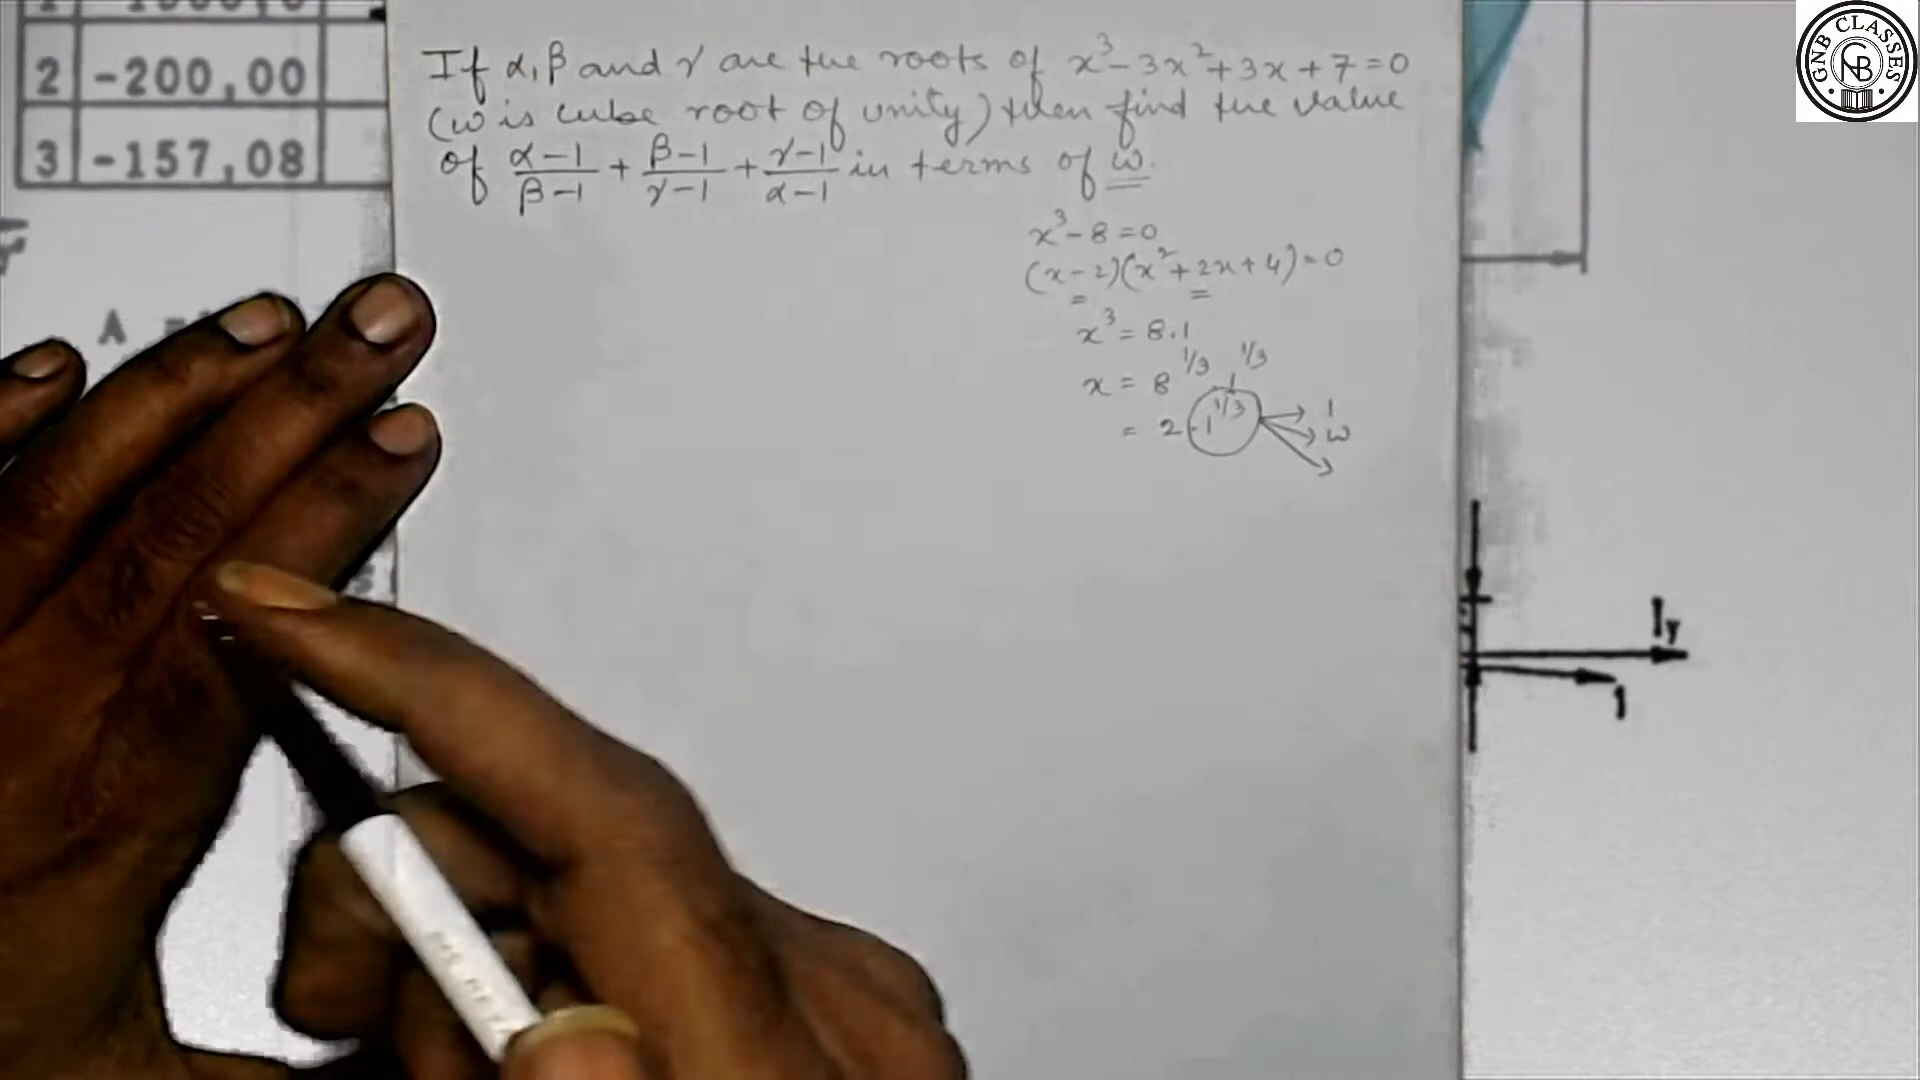 2 -200,00
3 -157,08
A
If α, β and γ are the roots of x³ - 3x² + 3x + 7 = 0
(ω is cube root of unity) then find the value
of (α-1)/(β-1) + (β-1)/(γ-1) + (γ-1)/(α-1) in terms of ω.
x³ - 8 = 0
(x-2)(x²+2x+4) = 0
x³ = 8.1
x = 8^1/3 . 1^1/3
= 2 . 1^1/3 → 1
→ ω
GNB CLASSES
GNB
1